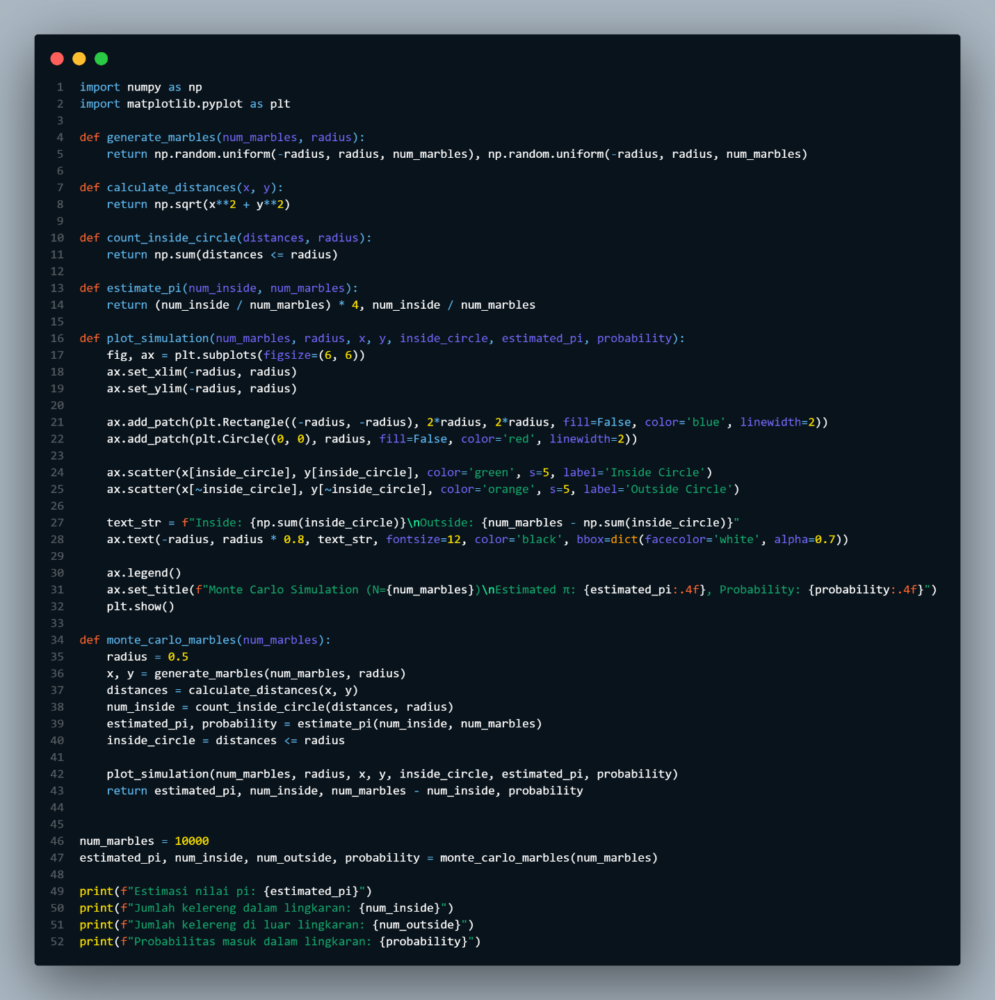 1 import numpy as np
2 import matplotlib.pyplot as plt
3
4 def generate_marbles(num_marbles, radius):
5     return np.random.uniform(-radius, radius, num_marbles), np.random.uniform(-radius, radius, num_marbles)
6
7 def calculate_distances(x, y):
8     return np.sqrt(x**2 + y**2)
9
10 def count_inside_circle(distances, radius):
11     return np.sum(distances <= radius)
12
13 def estimate_pi(num_inside, num_marbles):
14     return (num_inside / num_marbles) * 4, num_inside / num_marbles
15
16 def plot_simulation(num_marbles, radius, x, y, inside_circle, estimated_pi, probability):
17     fig, ax = plt.subplots(figsize=(6, 6))
18     ax.set_xlim(-radius, radius)
19     ax.set_ylim(-radius, radius)
20
21     ax.add_patch(plt.Rectangle((-radius, -radius), 2*radius, 2*radius, fill=False, color='blue', linewidth=2))
22     ax.add_patch(plt.Circle((0, 0), radius, fill=False, color='red', linewidth=2))
23
24     ax.scatter(x[inside_circle], y[inside_circle], color='green', s=5, label='Inside Circle')
25     ax.scatter(x[~inside_circle], y[~inside_circle], color='orange', s=5, label='Outside Circle')
26
27     text_str = f"Inside: {np.sum(inside_circle)}\nOutside: {num_marbles - np.sum(inside_circle)}"
28     ax.text(-radius, radius * 0.8, text_str, fontsize=12, color='black', bbox=dict(facecolor='white', alpha=0.7))
29
30     ax.legend()
31     ax.set_title(f"Monte Carlo Simulation (N={num_marbles})\nEstimated π: {estimated_pi:.4f}, Probability: {probability:.4f}")
32     plt.show()
33
34 def monte_carlo_marbles(num_marbles):
35     radius = 0.5
36     x, y = generate_marbles(num_marbles, radius)
37     distances = calculate_distances(x, y)
38     num_inside = count_inside_circle(distances, radius)
39     estimated_pi, probability = estimate_pi(num_inside, num_marbles)
40     inside_circle = distances <= radius
41
42     plot_simulation(num_marbles, radius, x, y, inside_circle, estimated_pi, probability)
43     return estimated_pi, num_inside, num_marbles - num_inside, probability
44
45
46 num_marbles = 10000
47 estimated_pi, num_inside, num_outside, probability = monte_carlo_marbles(num_marbles)
48
49 print(f"Estimasi nilai pi: {estimated_pi}")
50 print(f"Jumlah kelereng dalam lingkaran: {num_inside}")
51 print(f"Jumlah kelereng di luar lingkaran: {num_outside}")
52 print(f"Probabilitas masuk dalam lingkaran: {probability}")